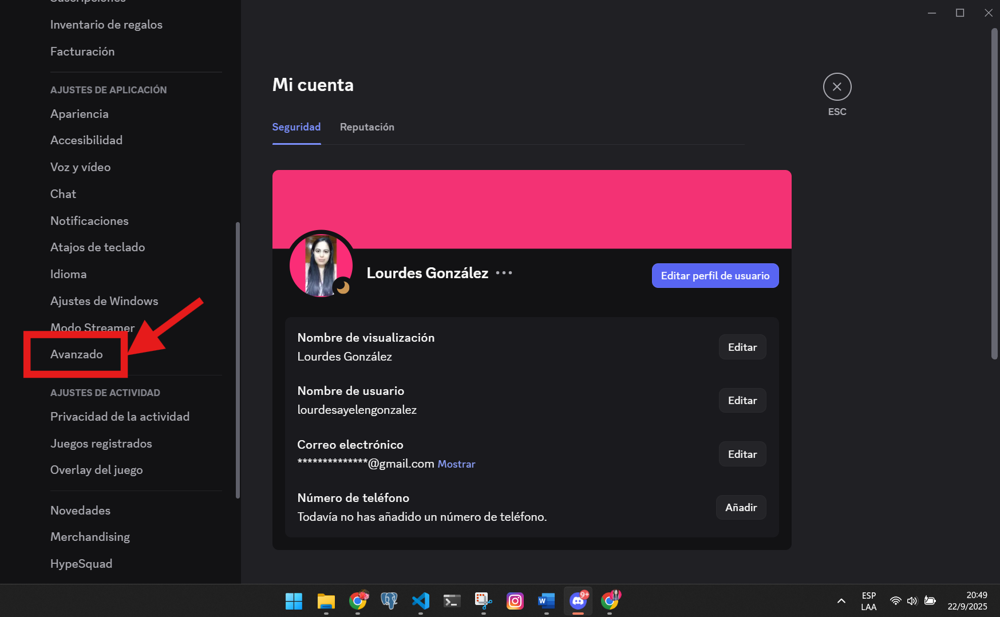 Suscripciones
Inventario de regalos
Facturación
AJUSTES DE APLICACIÓN
Apariencia
Accesibilidad
Voz y vídeo
Chat
Notificaciones
Atajos de teclado
Idioma
Ajustes de Windows
Modo Streamer
Avanzado
AJUSTES DE ACTIVIDAD
Privacidad de la actividad
Juegos registrados
Overlay del juego
Novedades
Merchandising
HypeSquad
Mi cuenta
ESC
Seguridad
Reputación
Lourdes González
Editar perfil de usuario
Nombre de visualización
Lourdes González
Editar
Nombre de usuario
lourdesayelengonzalez
Editar
Correo electrónico
**************@gmail.com Mostrar
Editar
Número de teléfono
Todavía no has añadido un número de teléfono.
Añadir
W
9+
ESP
LAA
20:49
22/9/2025